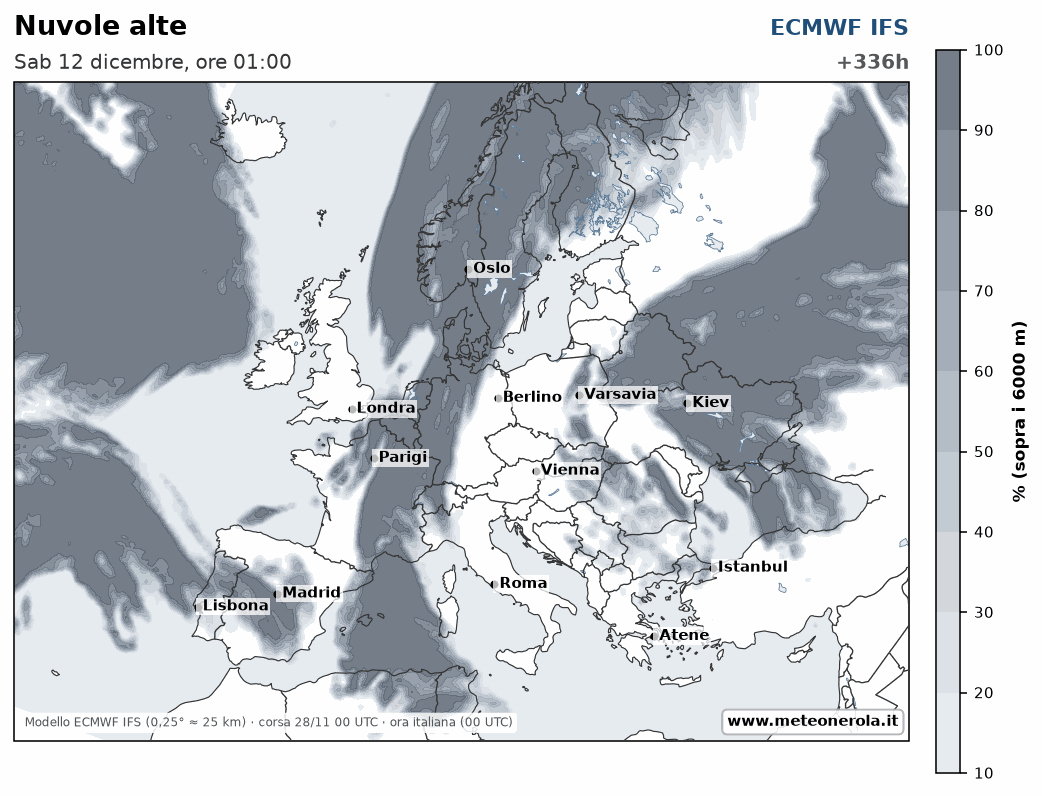 Nuvole alte
ECMWF IFS
Sab 12 dicembre, ore 01:00
+336h
100
90
80
70
60
50
40
30
20
10
% (sopra i 6000 m)
Oslo
Londra
Berlino
Varsavia
Kiev
Parigi
Vienna
Istanbul
Roma
Madrid
Lisbona
Atene
Modello ECMWF IFS (0,25° ≈ 25 km) · corsa 28/11 00 UTC · ora italiana (00 UTC)
www.meteonerola.it